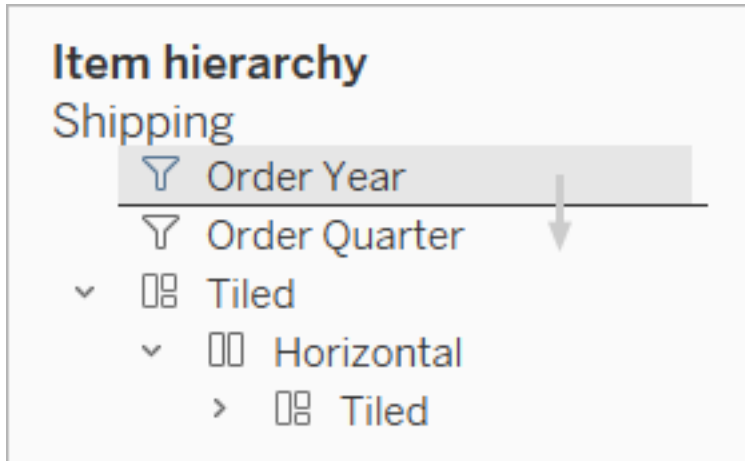 Item hierarchy
Shipping
Order Year
Order Quarter
Tiled
Horizontal
Tiled